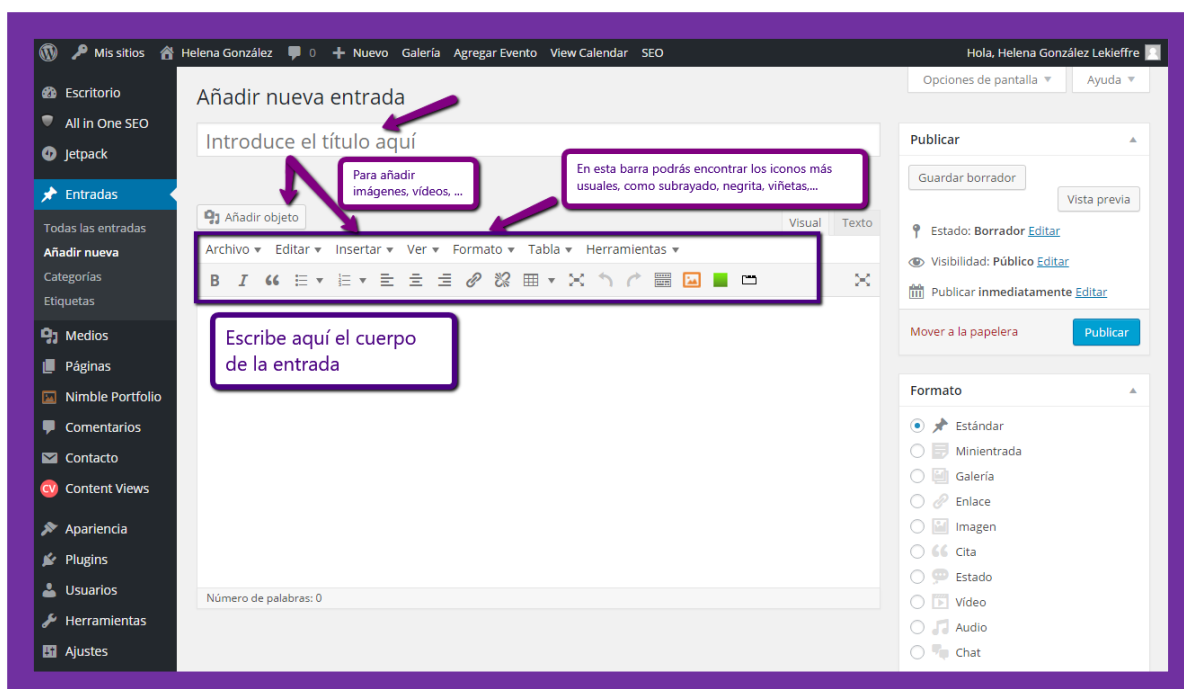 Mis sitios Helena González 0 + Nuevo Galería Agregar Evento View Calendar SEO Hola, Helena González Lekieffre
Opciones de pantalla Ayuda
Escritorio
All in One SEO
Jetpack
Entradas
Todas las entradas
Añadir nueva
Categorías
Etiquetas
Medios
Páginas
Nimble Portfolio
Comentarios
Contacto
CV Content Views
Apariencia
Plugins
Usuarios
Herramientas
Ajustes
Añadir nueva entrada
Introduce el título aquí
Para añadir
imágenes, vídeos, ...
En esta barra podrás encontrar los iconos más
usuales, como subrayado, negrita, viñetas,...
Añadir objeto
Visual Texto
Archivo Editar Insertar Ver Formato Tabla Herramientas
B I
Escribe aquí el cuerpo
de la entrada
Número de palabras: 0
Publicar
Guardar borrador
Vista previa
Estado: Borrador Editar
Visibilidad: Público Editar
Publicar inmediatamente Editar
Mover a la papelera Publicar
Formato
Estándar
Minientrada
Galería
Enlace
Imagen
Cita
Estado
Vídeo
Audio
Chat